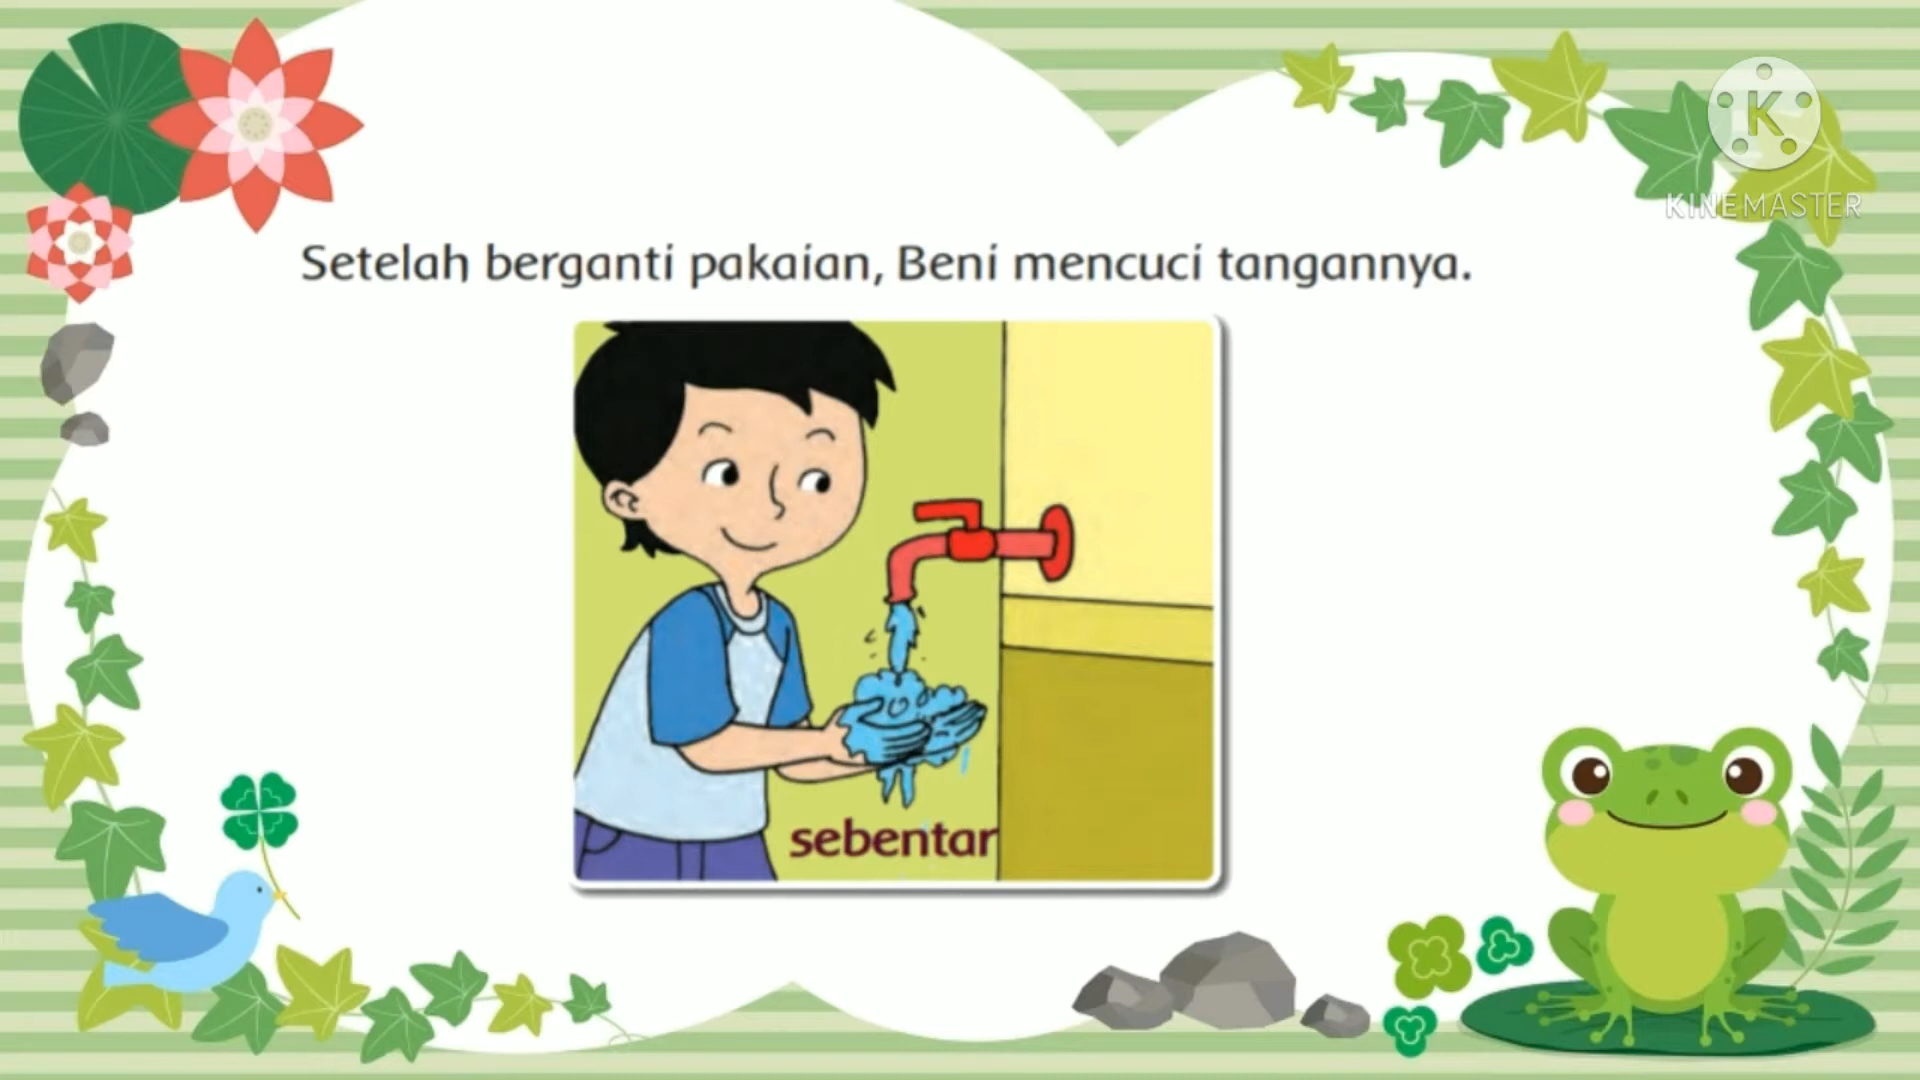 K
KINEMASTER
Setelah berganti pakaian, Beni mencuci tangannya.
sebentar